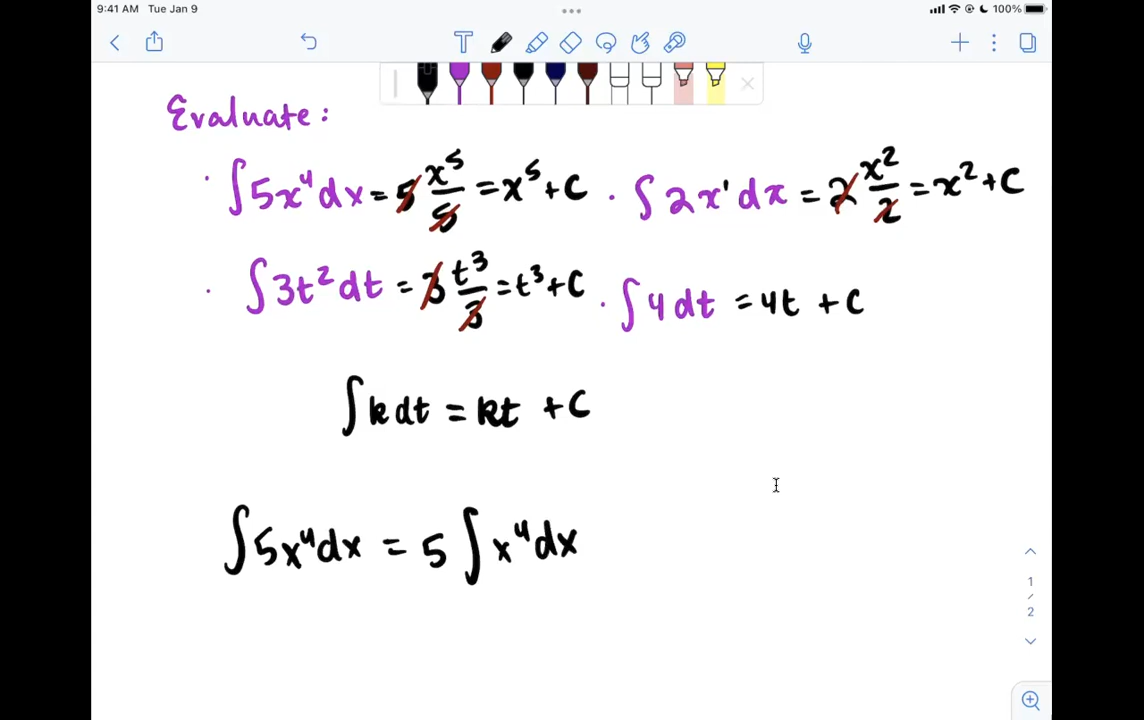 9:41 AM Tue Jan 9
100%
T
Evaluate:
· ∫5x⁴dx = 5 x⁵/5 = x⁵ + C · ∫2x¹dx = 2 x²/2 = x² + C
· ∫3t²dt = 3 t³/3 = t³ + C · ∫4dt = 4t + C
∫kdt = kt + C
∫5x⁴dx = 5∫x⁴dx
1
/
2